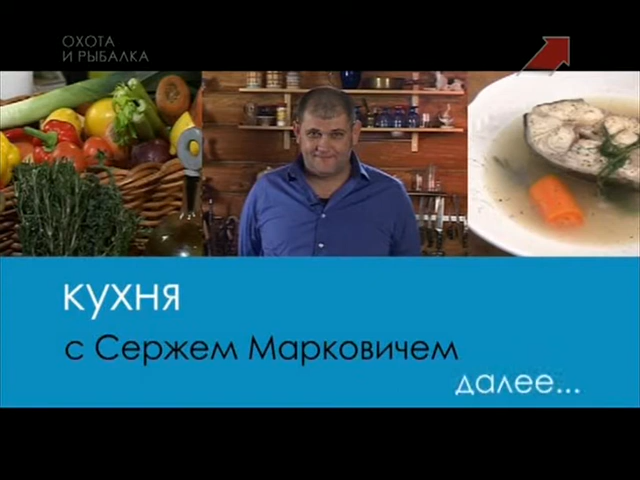 ОХОТА
И РЫБАЛКА
кухня
с Сержем Марковичем
далее...